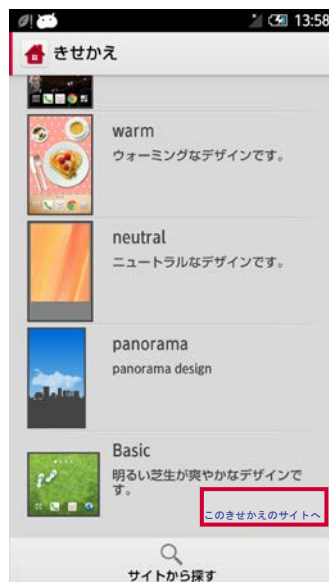 13:58
きせかえ
warm
ウォーミングなデザインです。
neutral
ニュートラルなデザインです。
panorama
panorama design
Basic
明るい芝生が爽やかなデザインで
す。
このきせかえのサイトへ
サイトから探す